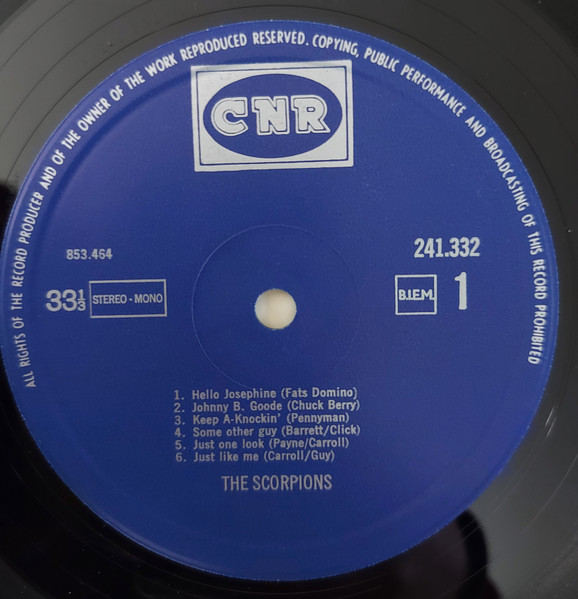 ALL RIGHTS OF THE RECORD PRODUCER AND OF THE OWNER OF THE WORK REPRODUCED RESERVED. COPYING, PUBLIC PERFORMANCE AND BROADCASTING OF THIS RECORD PROHIBITED
CNR
853.464
241.332
33⅓ STEREO - MONO
B.I.E.M. 1
1. Hello Josephine (Fats Domino)
2. Johnny B. Goode (Chuck Berry)
3. Keep A-Knockin' (Pennyman)
4. Some other guy (Barrett/Click)
5. Just one look (Payne/Carroll)
6. Just like me (Carroll/Guy)
THE SCORPIONS